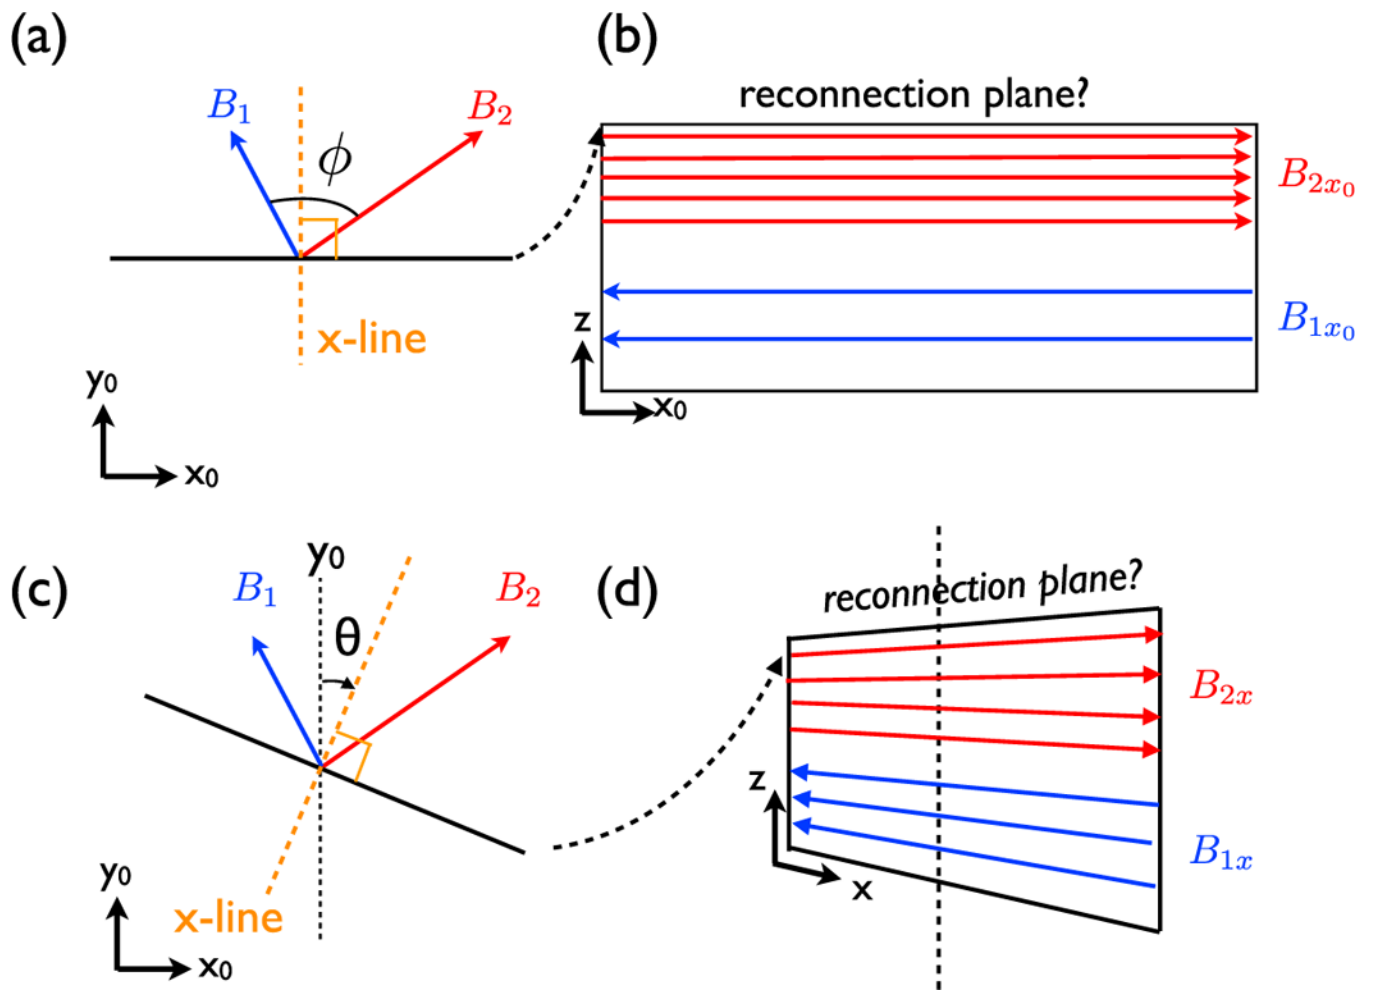 (a)
B₁
B₂
ϕ
x-line
y₀
x₀
(b)
reconnection plane?
B₂ₓ₀
B₁ₓ₀
z
x₀
(c)
y₀
B₁
B₂
θ
x-line
y₀
x₀
(d)
reconnection plane?
B₂ₓ
B₁ₓ
z
x